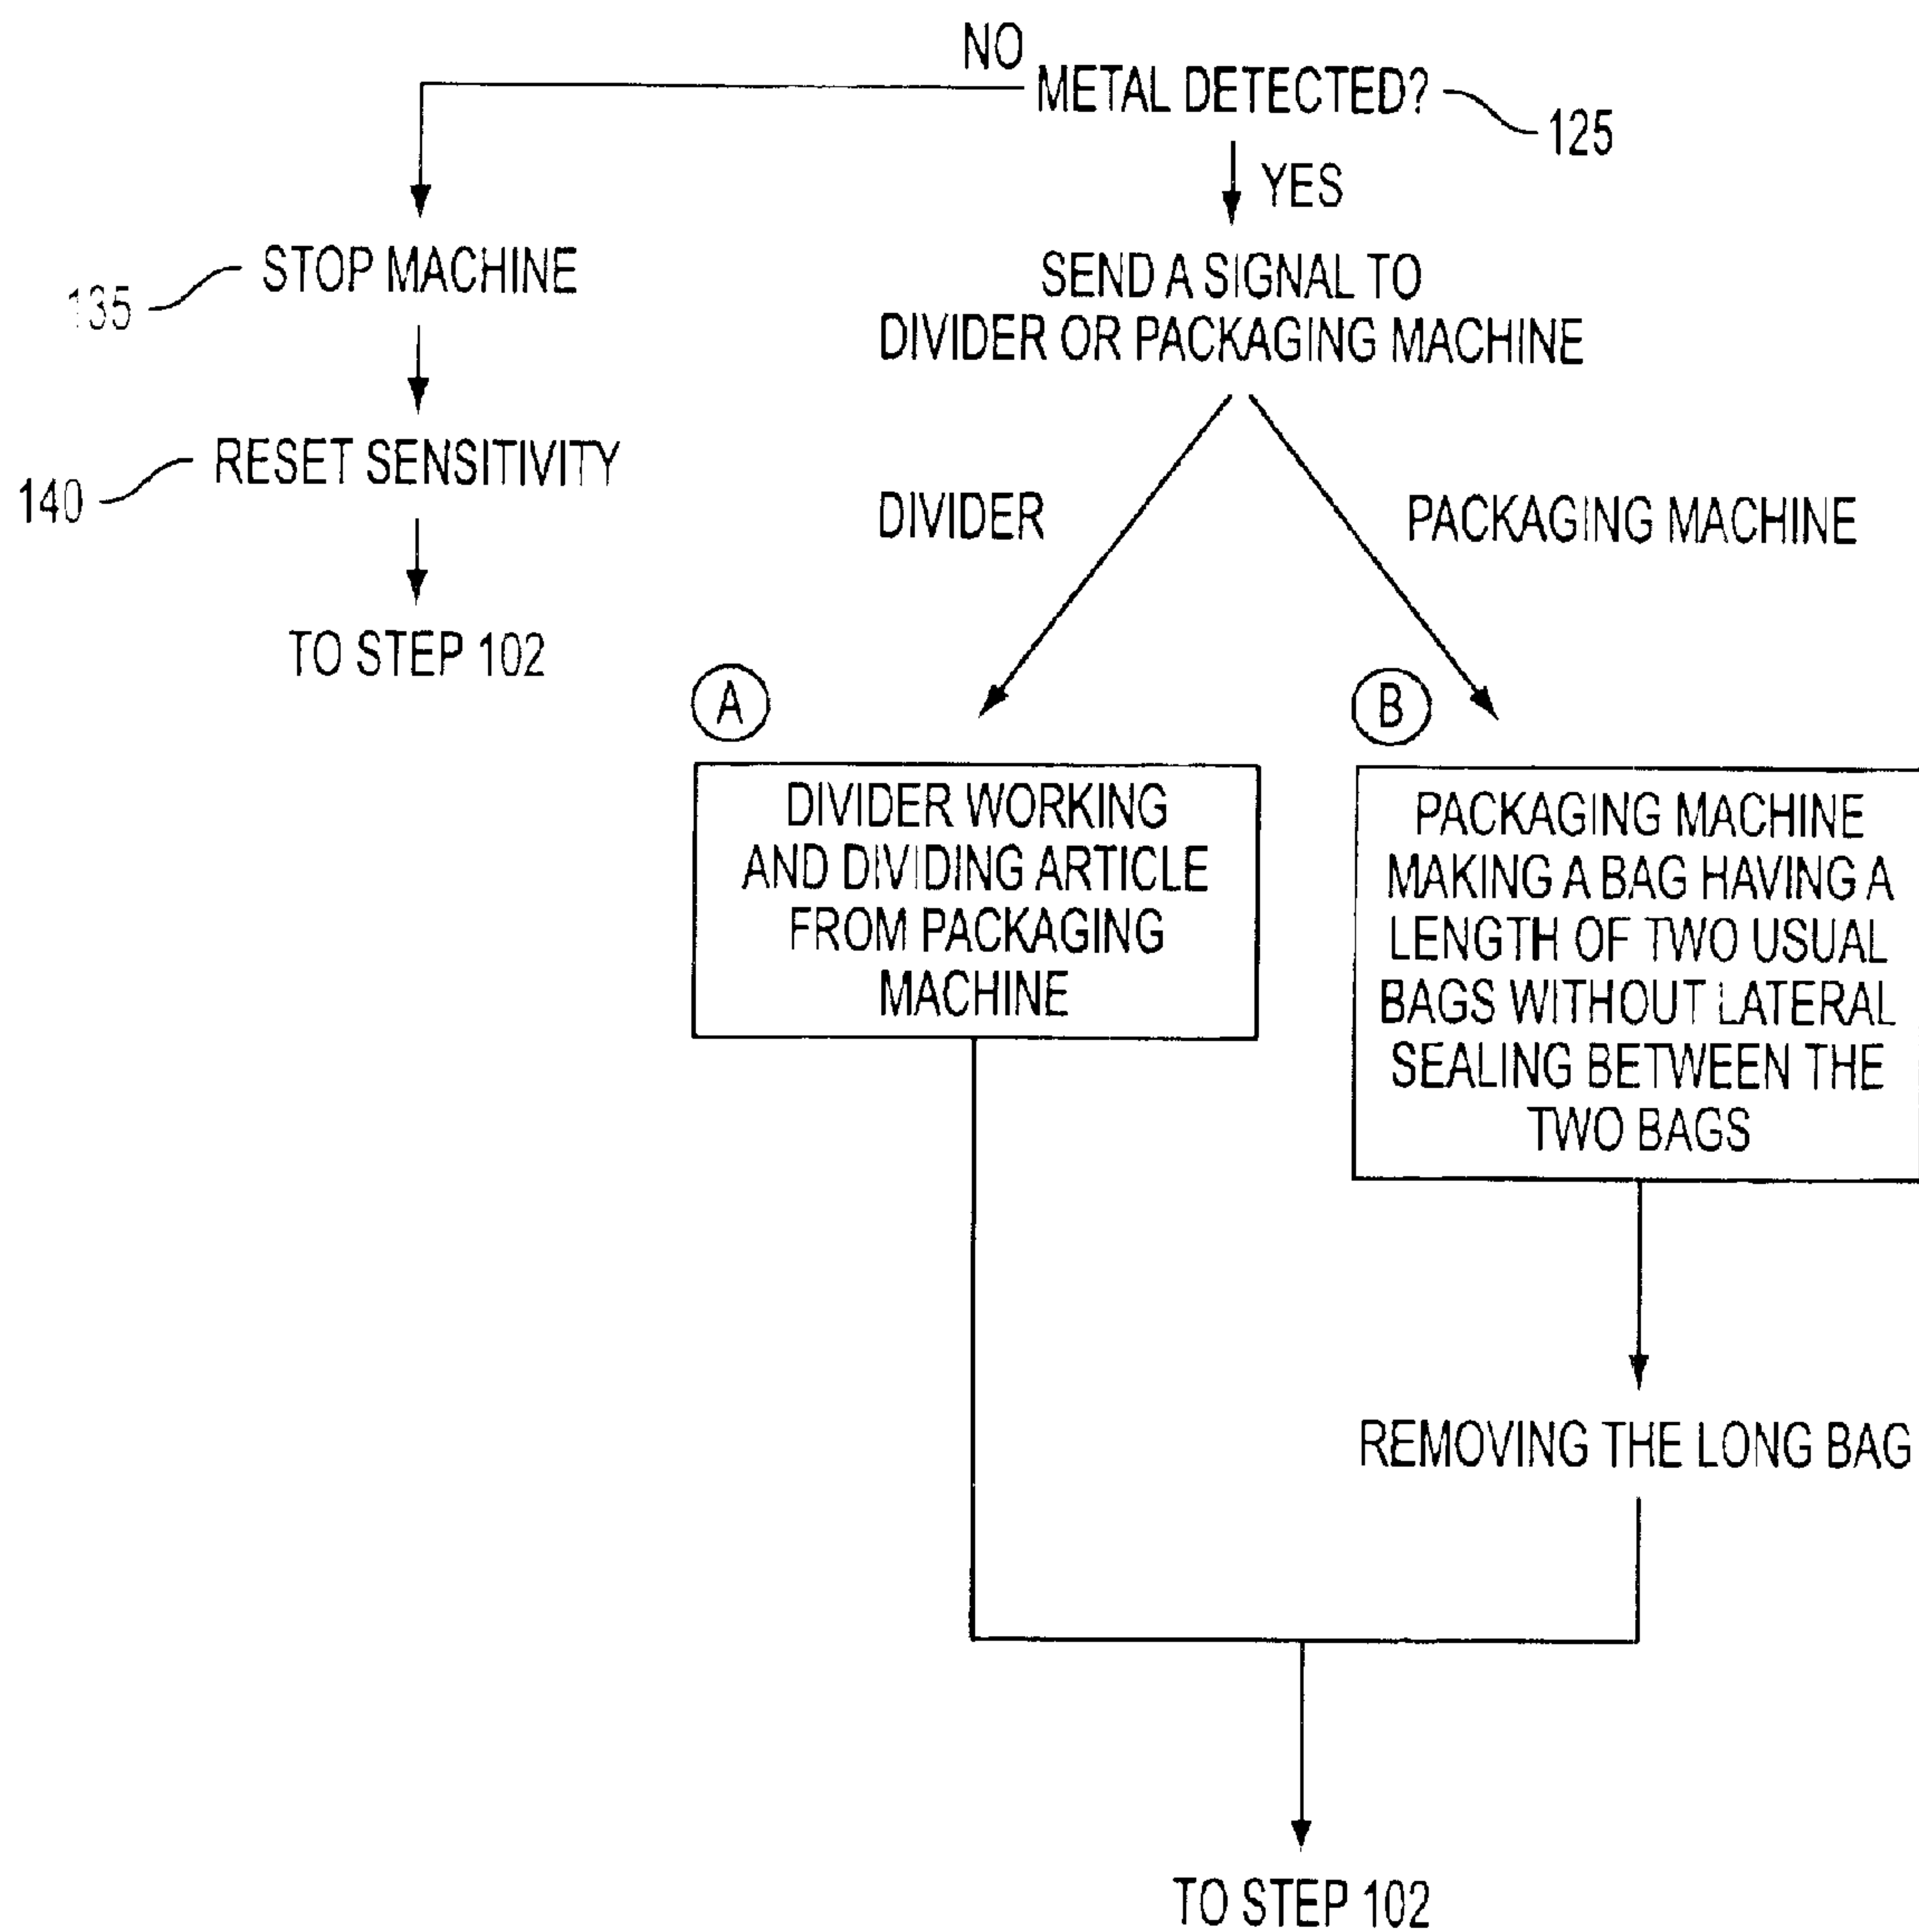 NO
METAL DETECTED?
125
YES
STOP MACHINE
135
SEND A SIGNAL TO
DIVIDER OR PACKAGING MACHINE
RESET SENSITIVITY
140
DIVIDER
PACKAGING MACHINE
TO STEP 102
A
B
DIVIDER WORKING
AND DIVIDING ARTICLE
FROM PACKAGING
MACHINE
PACKAGING MACHINE
MAKING A BAG HAVING A
LENGTH OF TWO USUAL
BAGS WITHOUT LATERAL
SEALING BETWEEN THE
TWO BAGS
REMOVING THE LONG BAG
TO STEP 102